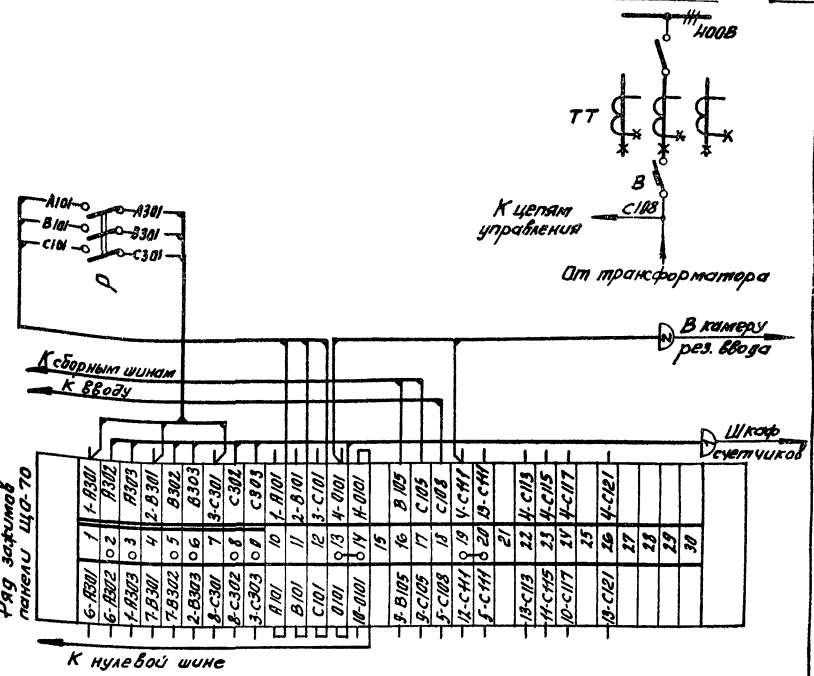 400В
ТТ
В
С108
К цепям
управления
От трансформатора
А101
А301
В101
В301
С101
С301
Р
В камеру
рез. ввода
2
К сборным шинам
К вводу
1
Шкаф
счетчиков
Ряд зажимов
панели ЩО-70
1-А301 А302 А303 2-В301 В302 В303 3-С301 С302 С303 1-А101 2-В101 3-С101 4-0101 Н-0101 В105 С105 С108 4-С111 13-С111 4-С113 4-С115 4-С117 4-С121
1 2 3 4 5 6 7 8 9 10 11 12 13 14 15 16 17 18 19 20 21 22 23 24 25 26 27 28 29 30
6-А301 6-А302 1-А303 7-В301 7-В302 2-В303 8-С301 8-С302 3-С303 А101 В101 С101 0101 10-0101 9-В105 9-С105 5-С108 12-С111 5-С111 13-С113 11-С115 10-С117 13-С121
К нулевой шине